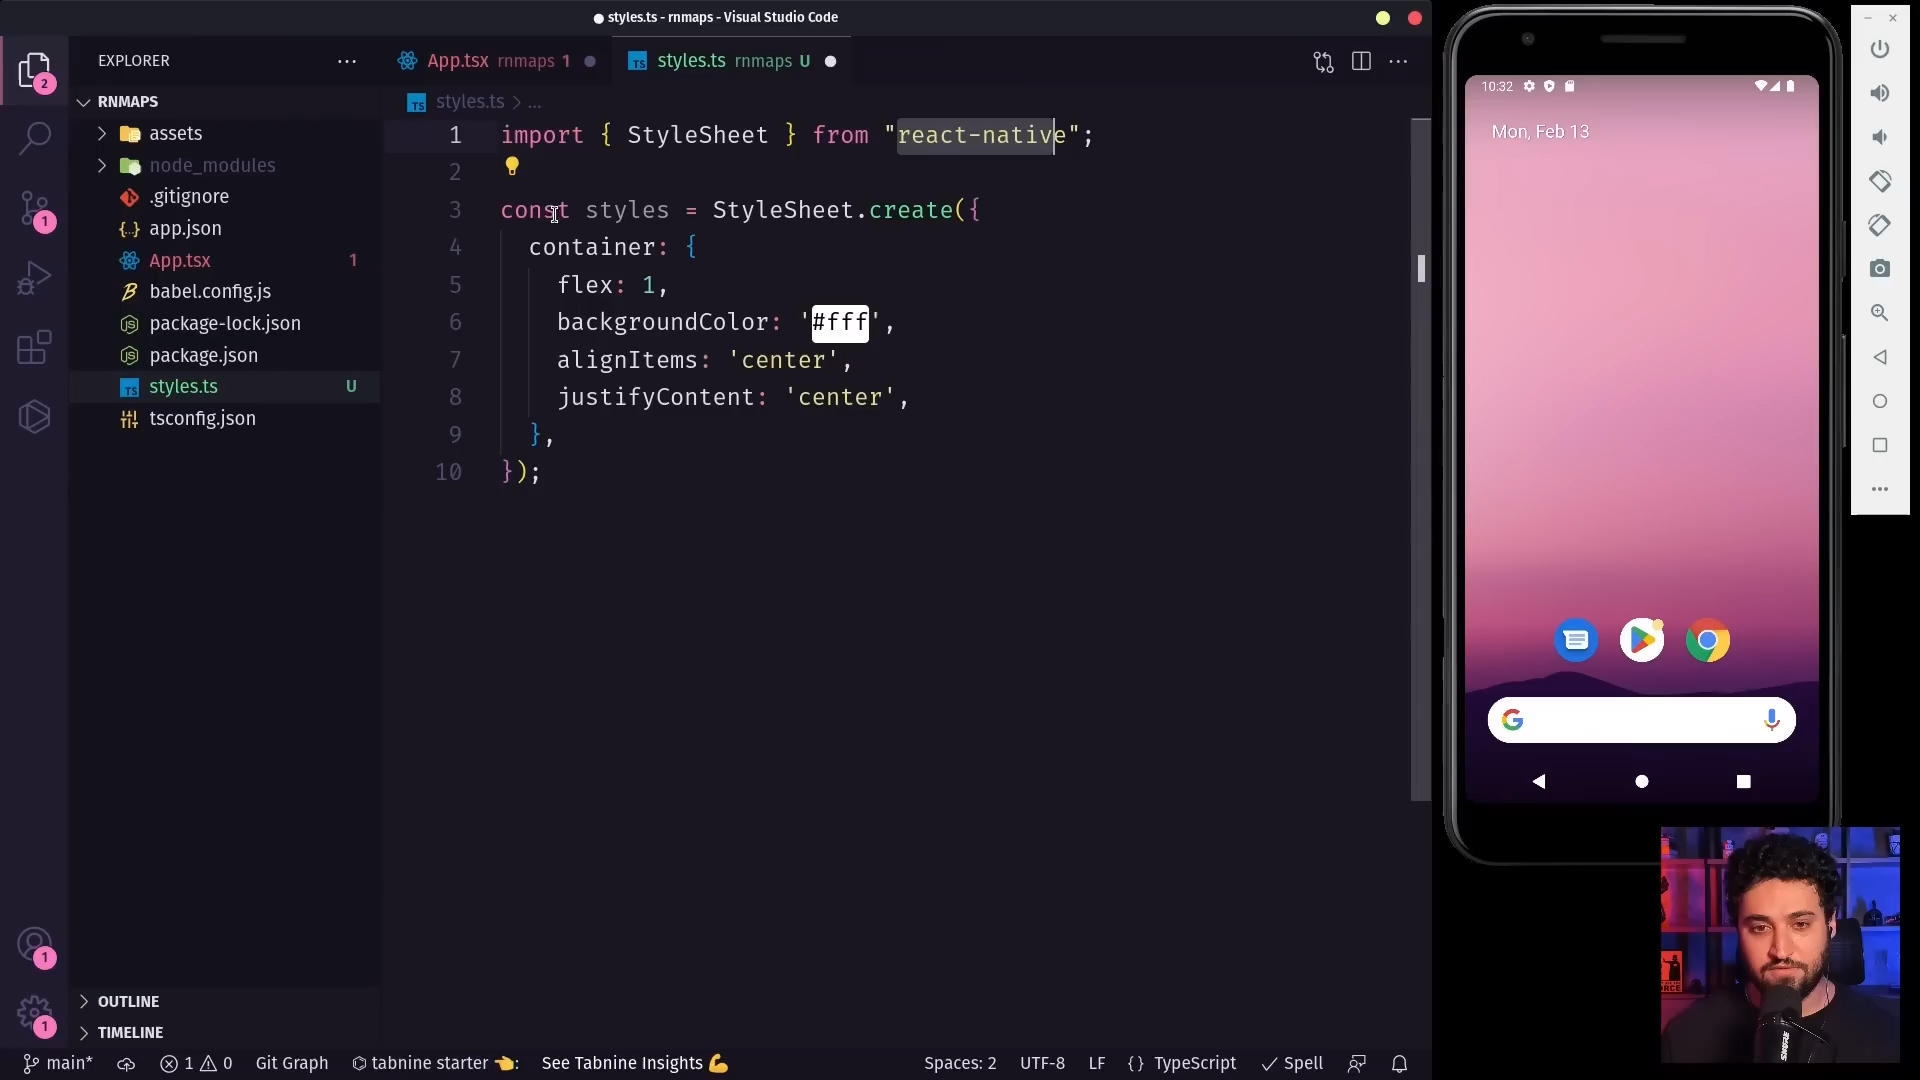 styles.ts - rnmaps - Visual Studio Code
EXPLORER
App.tsx rnmaps 1
styles.ts rnmaps U
RNMAPS
styles.ts > ...
assets
node_modules
.gitignore
app.json
App.tsx 1
babel.config.js
package-lock.json
package.json
styles.ts U
tsconfig.json
2
1
1 import { StyleSheet } from "react-native";
2
3 const styles = StyleSheet.create({
4 container: {
5 flex: 1,
6 backgroundColor: '#fff',
7 alignItems: 'center',
8 justifyContent: 'center',
9 },
10 });
10:32
Mon, Feb 13
1
1
OUTLINE
TIMELINE
main* 1 0 Git Graph tabnine starter See Tabnine Insights Spaces: 2 UTF-8 LF {} TypeScript Spell